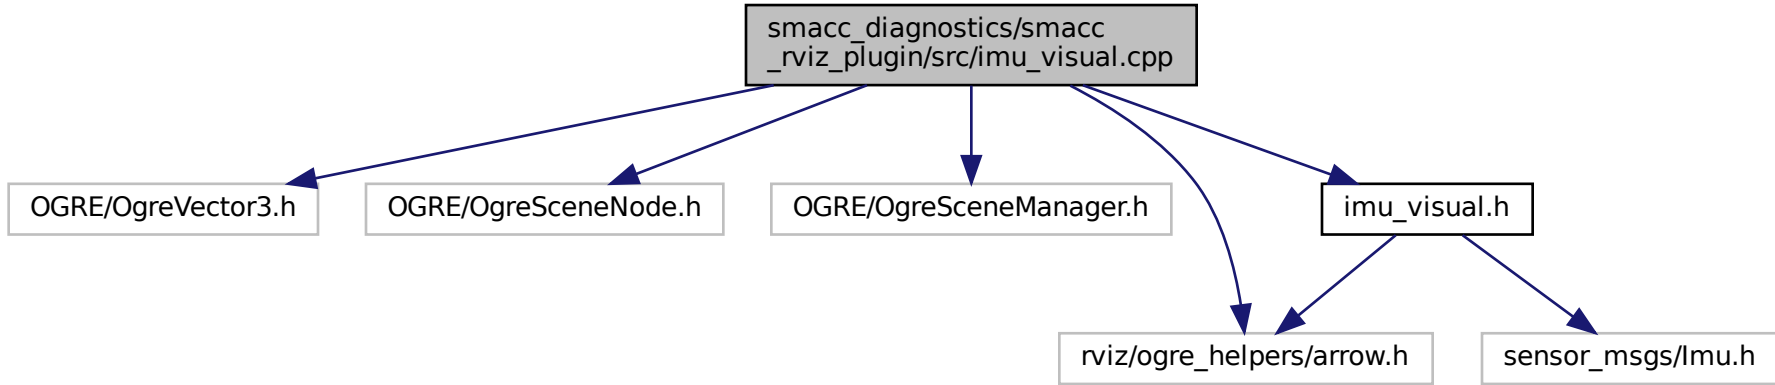 smacc_diagnostics/smacc
_rviz_plugin/src/imu_visual.cpp
OGRE/OgreVector3.h
OGRE/OgreSceneNode.h
OGRE/OgreSceneManager.h
imu_visual.h
rviz/ogre_helpers/arrow.h
sensor_msgs/Imu.h